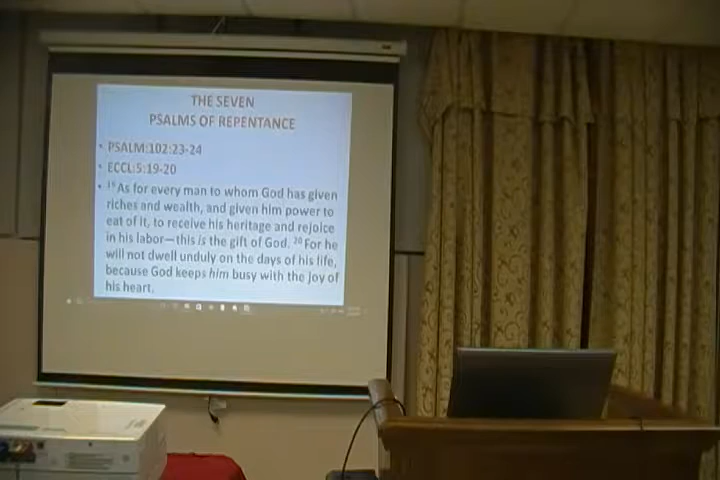 THE SEVEN
PSALMS OF REPENTANCE
• PSALM:102:23-24
• ECCL:5:19-20
• 19 As for every man to whom God has given
riches and wealth, and given him power to
eat of it, to receive his heritage and rejoice
in his labor—this is the gift of God. 20 For he
will not dwell unduly on the days of his life,
because God keeps him busy with the joy of
his heart.